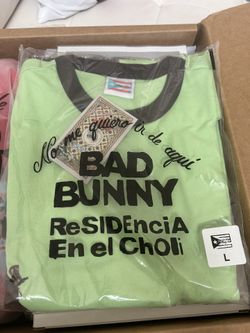 No me quiero ir de aquí
BAD
BUNNY
ReSIDEnciA
En el CHOLi
L